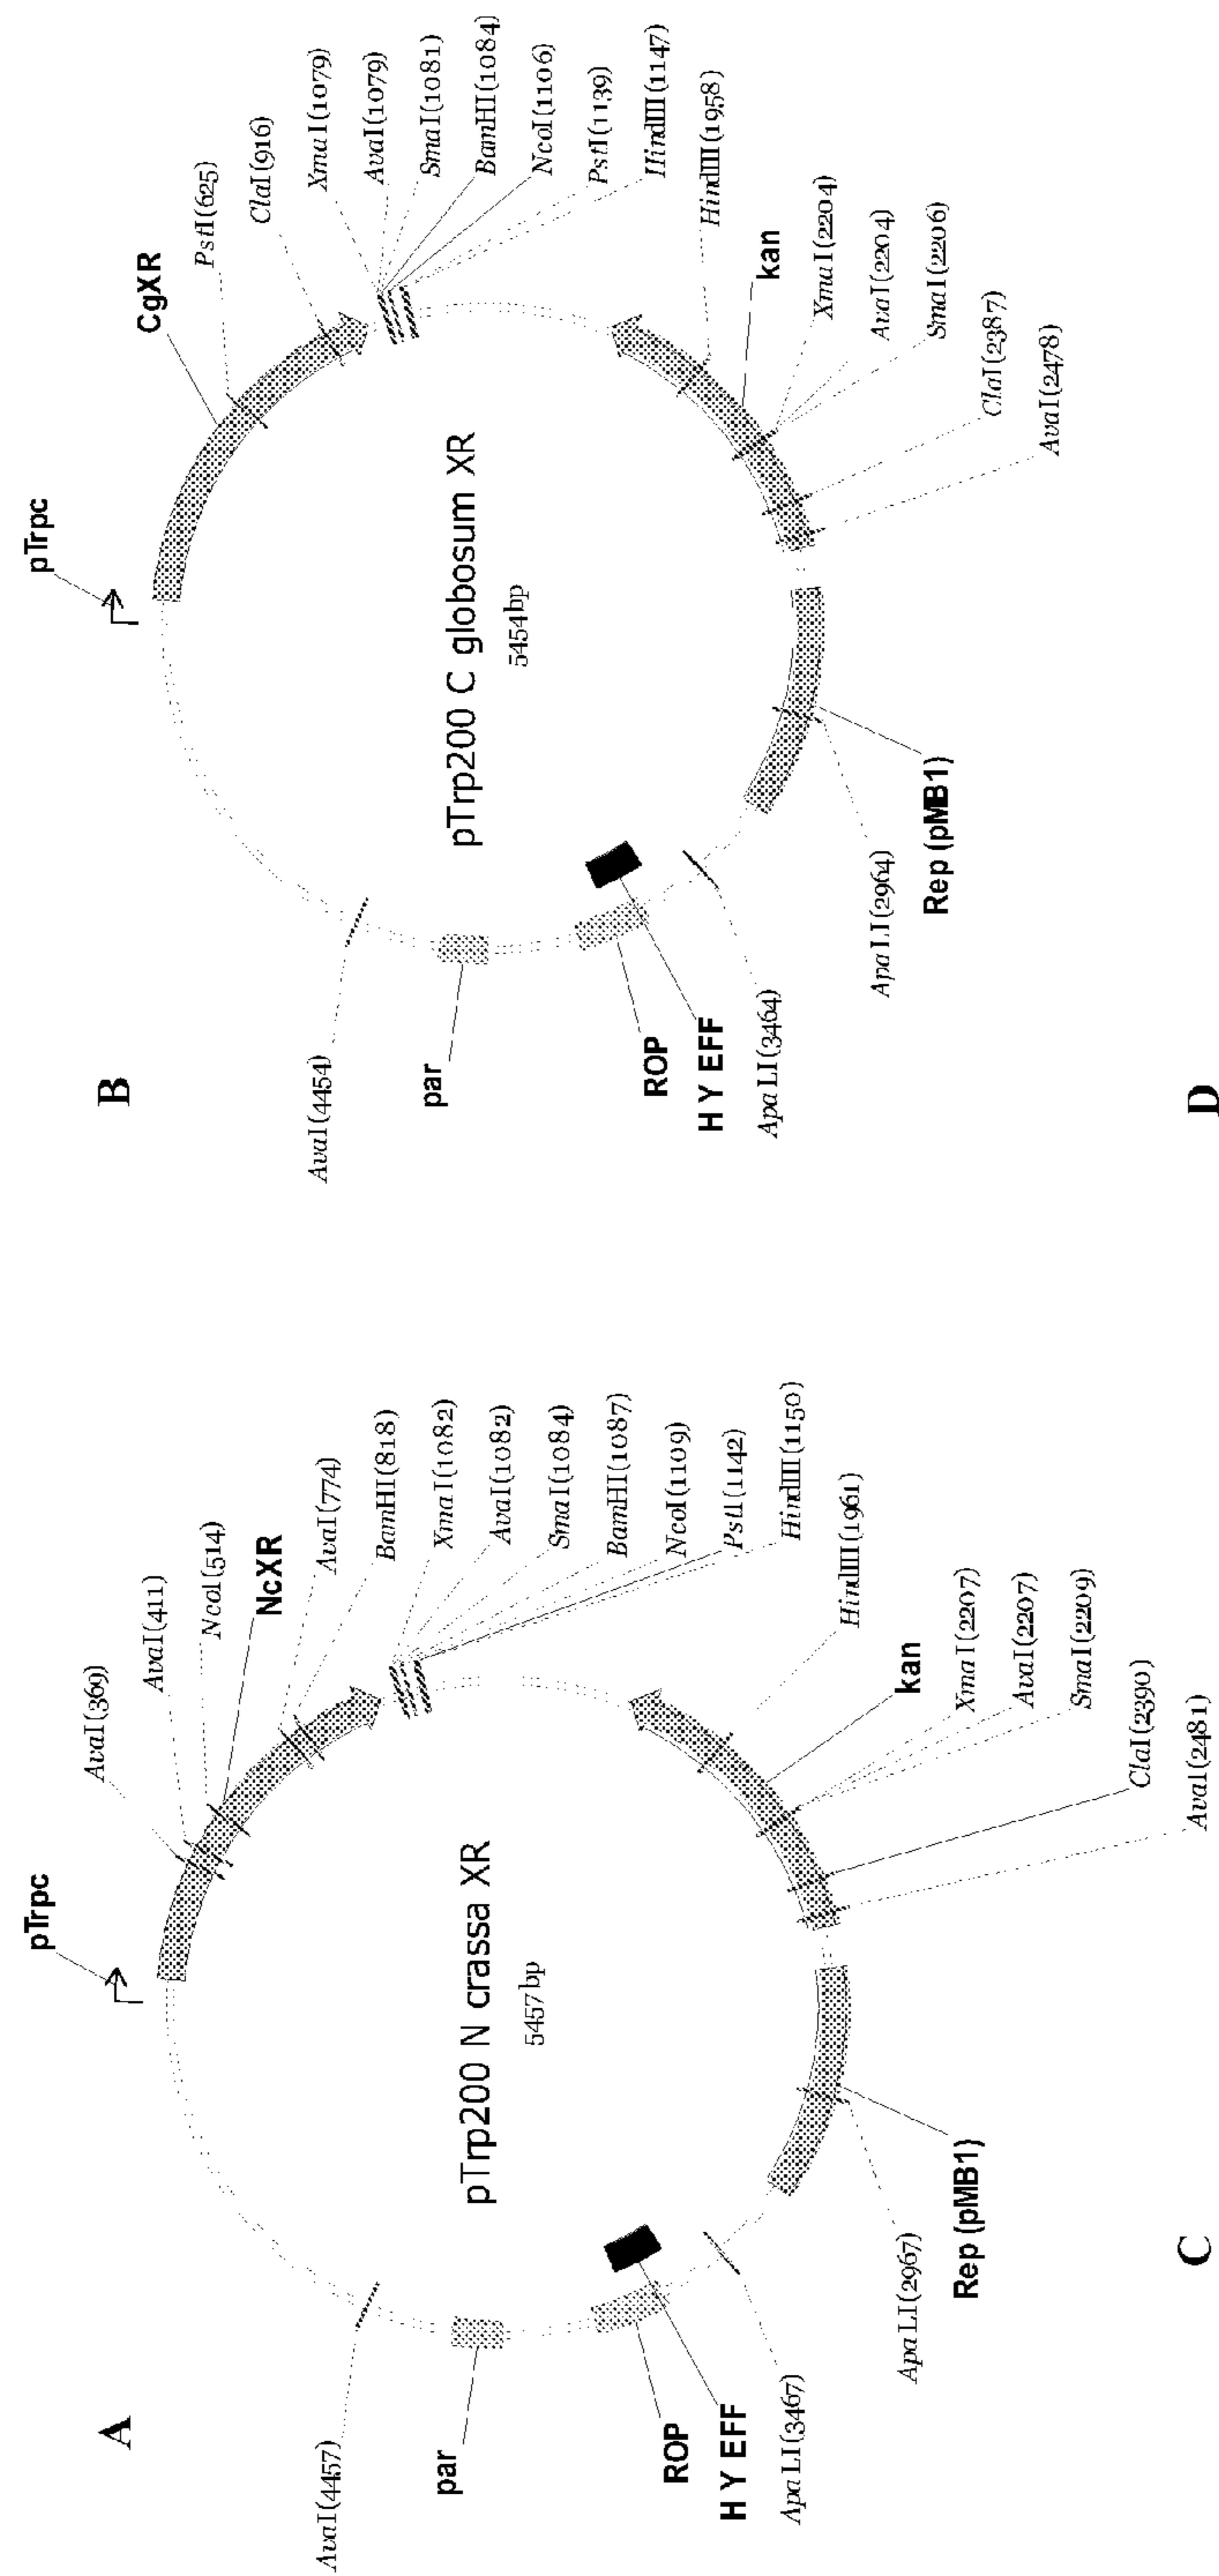 A
pTrpc
AvaI(369)
AvaI(411)
NcoI(514)
NcXR
AvaI(774)
BamHI(818)
XmaI(1082)
AvaI(1082)
SmaI(1084)
BamHI(1087)
NcoI(1109)
PstI(1142)
HindIII(1150)
HindIII(1961)
kan
XmaI(2207)
AvaI(2207)
SmaI(2209)
ClaI(2390)
AvaI(2481)
Rep (pMB1)
ApaLI(2967)
ApaLI(3467)
H Y EFF
ROP
par
AvaI(4457)
pTrp200 N crassa XR
5457bp
B
pTrpc
CgXR
PstI(625)
ClaI(916)
XmaI(1079)
AvaI(1079)
SmaI(1081)
BamHI(1084)
NcoI(1106)
PstI(1139)
HindIII(1147)
HindIII(1958)
kan
XmaI(2204)
AvaI(2204)
SmaI(2206)
ClaI(2387)
AvaI(2478)
Rep (pMB1)
ApaLI(2964)
ApaLI(3464)
H Y EFF
ROP
par
AvaI(4454)
pTrp200 C globosum XR
5454bp
C
D